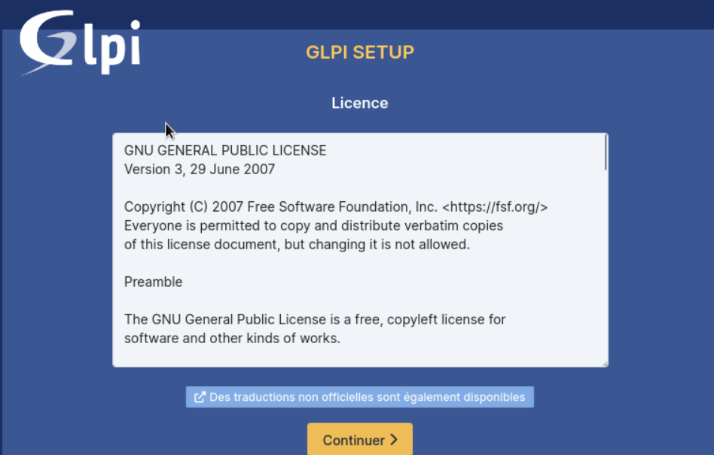 Glpi
GLPI SETUP
Licence
GNU GENERAL PUBLIC LICENSE
Version 3, 29 June 2007
Copyright (C) 2007 Free Software Foundation, Inc. <https://fsf.org/>
Everyone is permitted to copy and distribute verbatim copies
of this license document, but changing it is not allowed.
Preamble
The GNU General Public License is a free, copyleft license for
software and other kinds of works.
Des traductions non officielles sont également disponibles
Continuer